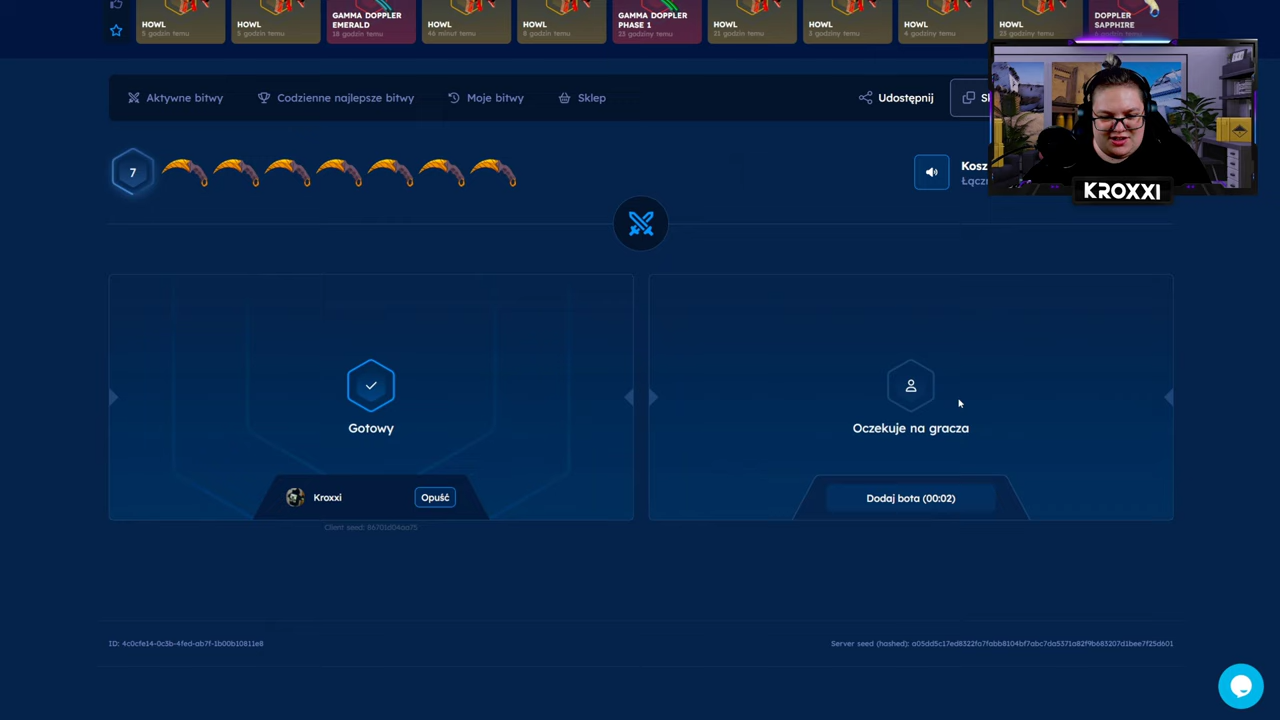 HOWL
5 godzin temu
HOWL
5 godzin temu
GAMMA DOPPLER
EMERALD
18 godzin temu
HOWL
46 minut temu
HOWL
8 godzin temu
GAMMA DOPPLER
PHASE 1
23 godziny temu
HOWL
21 godzin temu
HOWL
3 godziny temu
HOWL
4 godziny temu
HOWL
23 godziny temu
DOPPLER
SAPPHIRE
Aktywne bitwy
Codzienne najlepsze bitwy
Moje bitwy
Sklep
Udostępnij
7
KROXXI
Gotowy
Oczekuje na gracza
Kroxxi
Opuść
Dodaj bota (00:02)
Client seed: 66701d04aa75
ID: 4c0cfe14-0c3b-4fed-ab7f-1b00b10811e8
Server seed (hashed): a05dd5c17ed8322fa7fabb8104bf7abc7da5371a82f9b683207d1bee7f25d601